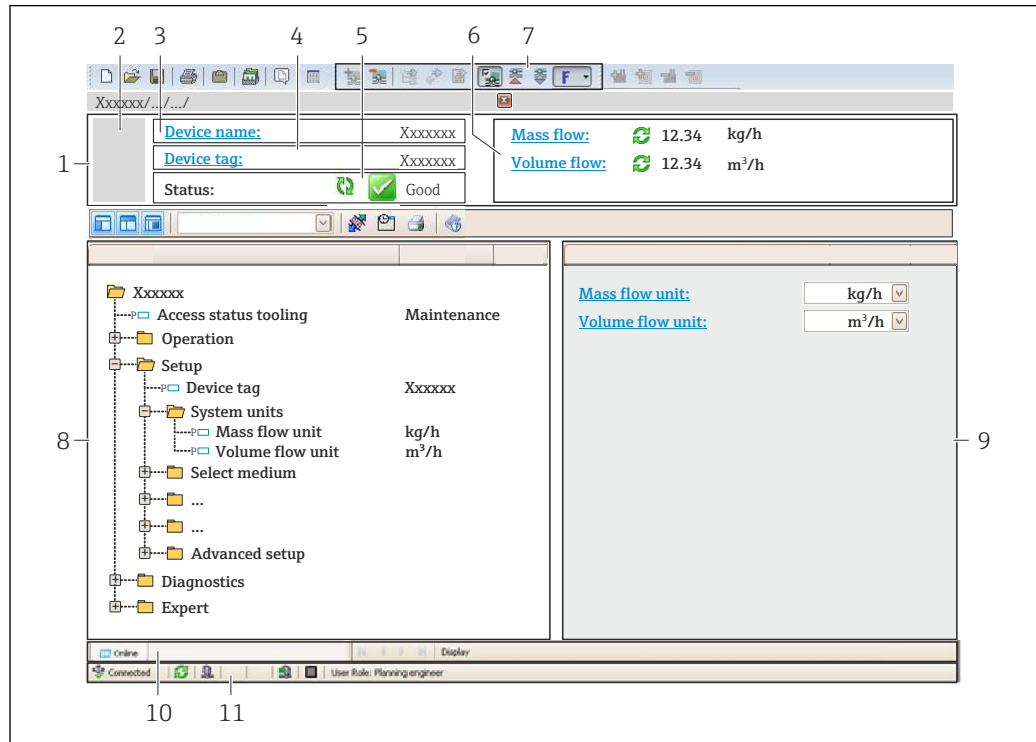 2 3 4 5 6 7
F
Xxxxxx/.../.../
1
Device name: Xxxxxxx
Device tag: Xxxxxxx
Status: Good
Mass flow: 12.34 kg/h
Volume flow: 12.34 m³/h
Xxxxxx
Access status tooling Maintenance
Operation
Setup
Device tag Xxxxxx
System units
Mass flow unit kg/h
Volume flow unit m³/h
Select medium
...
...
Advanced setup
Diagnostics
Expert
8
Mass flow unit: kg/h
Volume flow unit: m³/h
9
Online Display
Connected User Role: Planning engineer
10 11